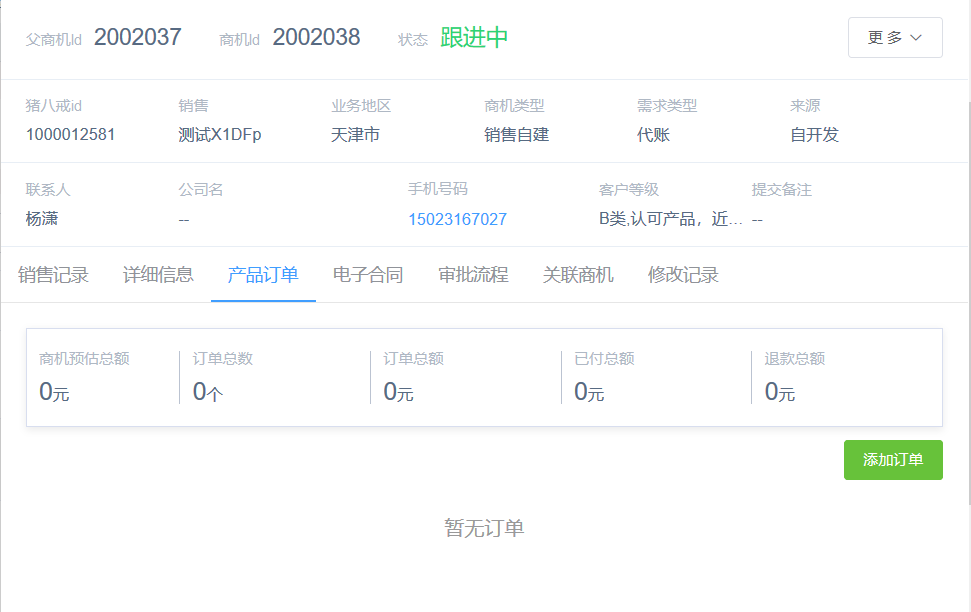 父商机Id 2002037 商机Id 2002038 状态 跟进中 更多
猪八戒id 销售 业务地区 商机类型 需求类型 来源
1000012581 测试X1DFp 天津市 销售自建 代账 自开发
联系人 公司名 手机号码 客户等级 提交备注
杨潇 -- 15023167027 B类,认可产品，近... --
销售记录 详细信息 产品订单 电子合同 审批流程 关联商机 修改记录
商机预估总额 订单总数 订单总额 已付总额 退款总额
0元 0个 0元 0元 0元
添加订单
暂无订单